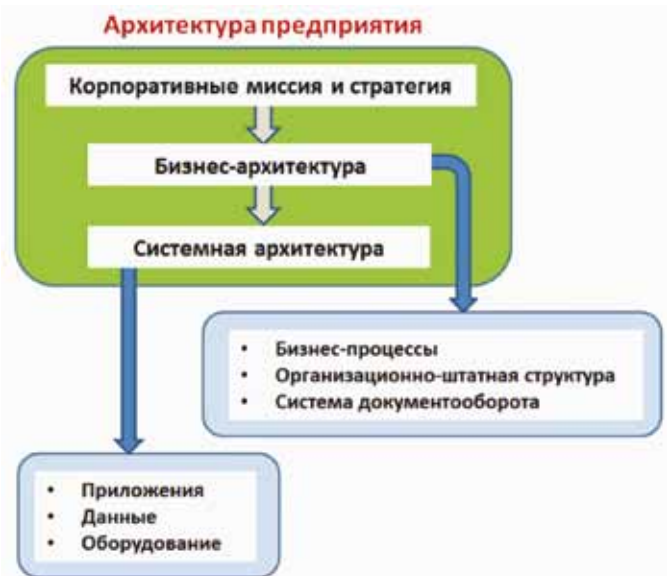 Архитектура предприятия
Корпоративные миссия и стратегия
Бизнес-архитектура
Системная архитектура
• Бизнес-процессы
• Организационно-штатная структура
• Система документооборота
• Приложения
• Данные
• Оборудование